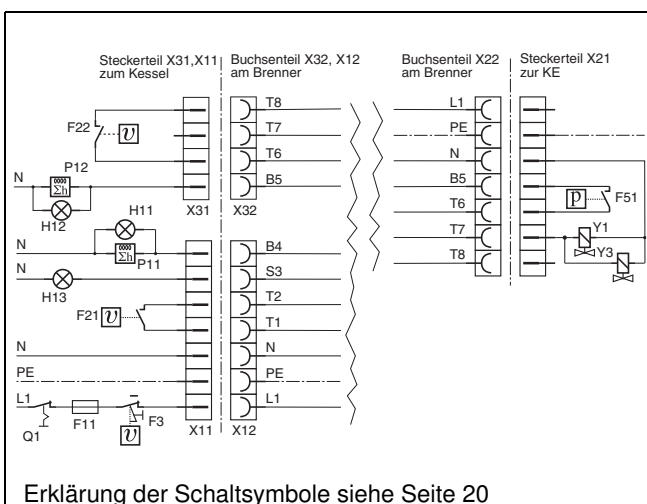 Steckerteil X31,X11
zum Kessel
Buchsenteil X32, X12
am Brenner
Buchsenteil X22
am Brenner
Steckerteil X21
zur KE
F22
ϑ
N
P12
Σh
H12
X31
T8
T7
T6
B5
X32
H11
N
Σh
P11
N
H13
F21
ϑ
N
PE
L1
Q1
F11
F3
ϑ
X11
B4
S3
T2
T1
N
PE
L1
X12
L1
PE
N
B5
T6
T7
T8
P
F51
Y1
Y3
Erklärung der Schaltsymbole siehe Seite 20